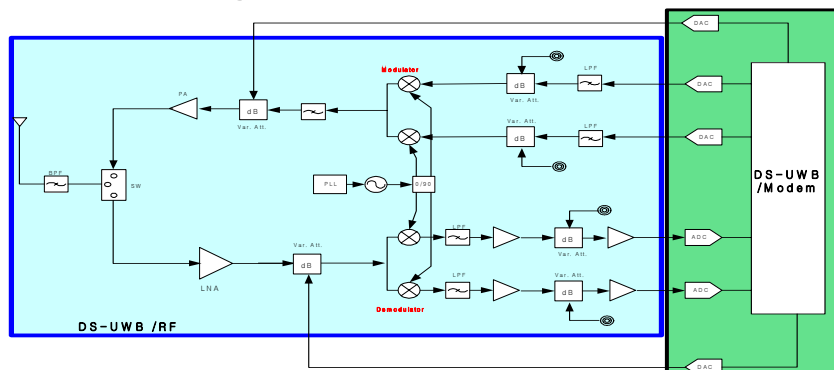 DAC
Modulator
LPF
DAC
PA
dB
dB
Var. Att.
Var. Att.
Var. Att.
LPF
DAC
dB
BPF
SW
PLL
0/90
DS-UWB
/Modem
LPF
ADC
Var. Att.
dB
dB
Var. Att.
LNA
LPF
Var. Att.
dB
ADC
Demodulator
DS-UWB /RF
DAC